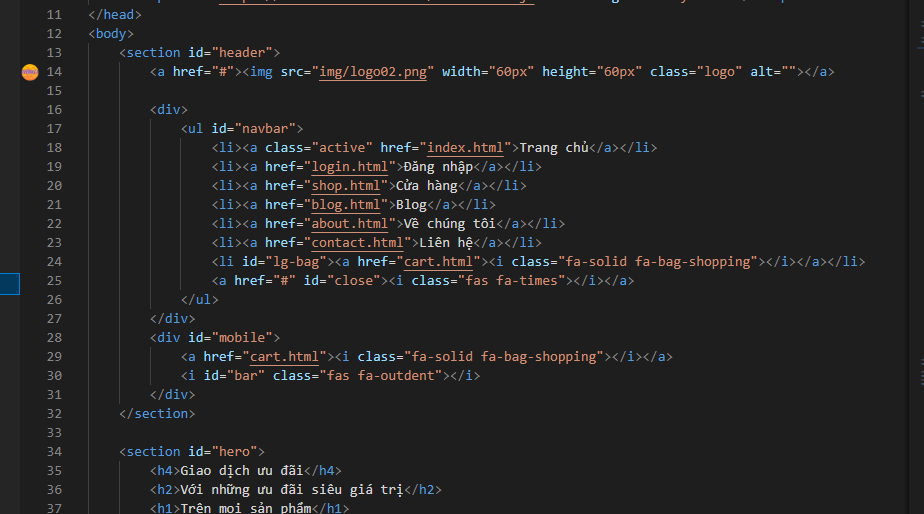 11 </head>
12 <body>
13 <section id="header">
14 <a href="#"><img src="img/logo02.png" width="60px" height="60px" class="logo" alt=""></a>
15
16 <div>
17 <ul id="navbar">
18 <li><a class="active" href="index.html">Trang chủ</a></li>
19 <li><a href="login.html">Đăng nhập</a></li>
20 <li><a href="shop.html">Cửa hàng</a></li>
21 <li><a href="blog.html">Blog</a></li>
22 <li><a href="about.html">Về chúng tôi</a></li>
23 <li><a href="contact.html">Liên hệ</a></li>
24 <li id="lg-bag"><a href="cart.html"><i class="fa-solid fa-bag-shopping"></i></a></li>
25 <a href="#" id="close"><i class="fas fa-times"></i></a>
26 </ul>
27 </div>
28 <div id="mobile">
29 <a href="cart.html"><i class="fa-solid fa-bag-shopping"></i></a>
30 <i id="bar" class="fas fa-outdent"></i>
31 </div>
32 </section>
33
34 <section id="hero">
35 <h4>Giao dịch ưu đãi</h4>
36 <h2>Với những ưu đãi siêu giá trị</h2>
37 <h1>Trên mọi sản phẩm</h1>